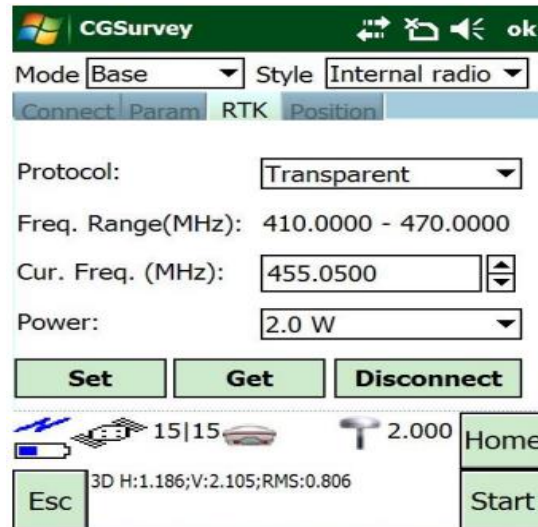 CGSurvey ok
Mode Base Style Internal radio
Connect Param RTK Position
Protocol: Transparent
Freq. Range(MHz): 410.0000 - 470.0000
Cur. Freq. (MHz): 455.0500
Power: 2.0 W
Set Get Disconnect
15|15 2.000 Home
Esc 3D H:1.186;V:2.105;RMS:0.806 Start